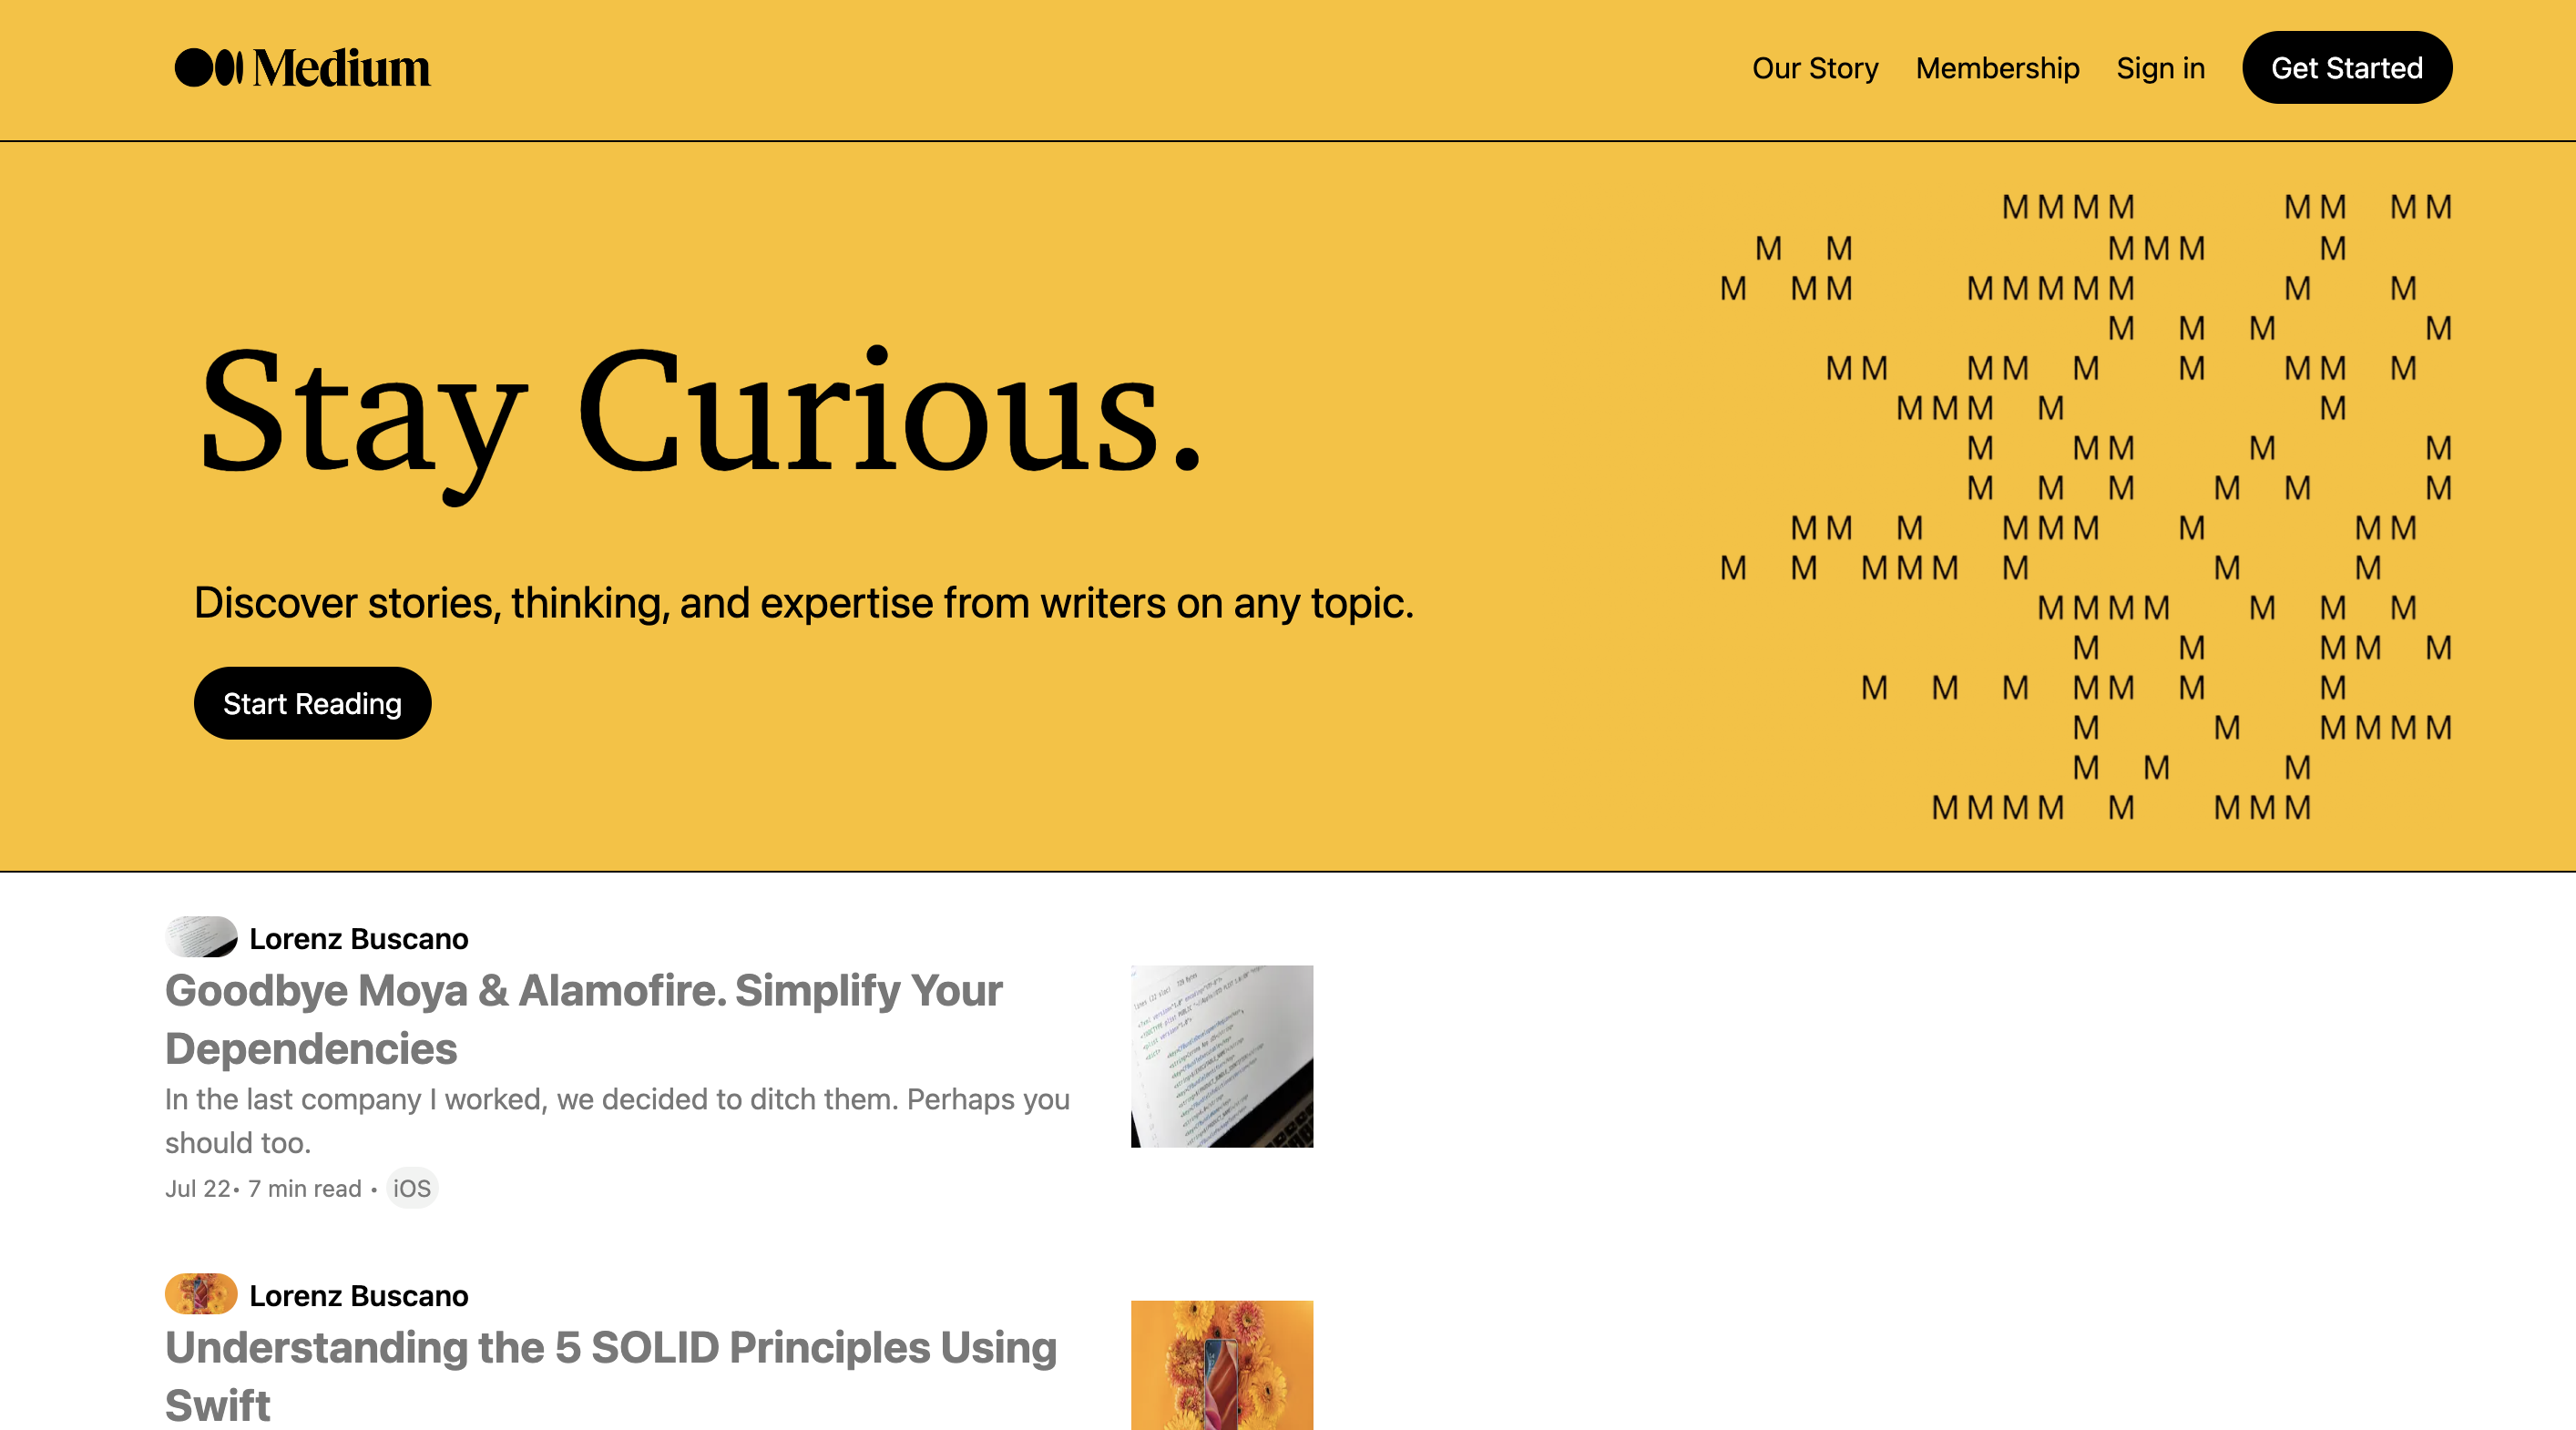 Medium
Our Story Membership Sign in Get Started
M M M M M M M M
M M M M M M
M M M M M M M M M M
M M M M
M M M M M M M M M
M M M M M
M M M M M
M M M M M M
M M M M M M M M M
M M M M M M M M
M M M M M M M
M M M M M
M M M M M M M
M M M M M M
M M M
M M M M M M M M
Stay Curious.
Discover stories, thinking, and expertise from writers on any topic.
Start Reading
Lorenz Buscano
Goodbye Moya & Alamofire. Simplify Your
Dependencies
In the last company I worked, we decided to ditch them. Perhaps you
should too.
Jul 22• 7 min read • iOS
Lorenz Buscano
Understanding the 5 SOLID Principles Using
Swift